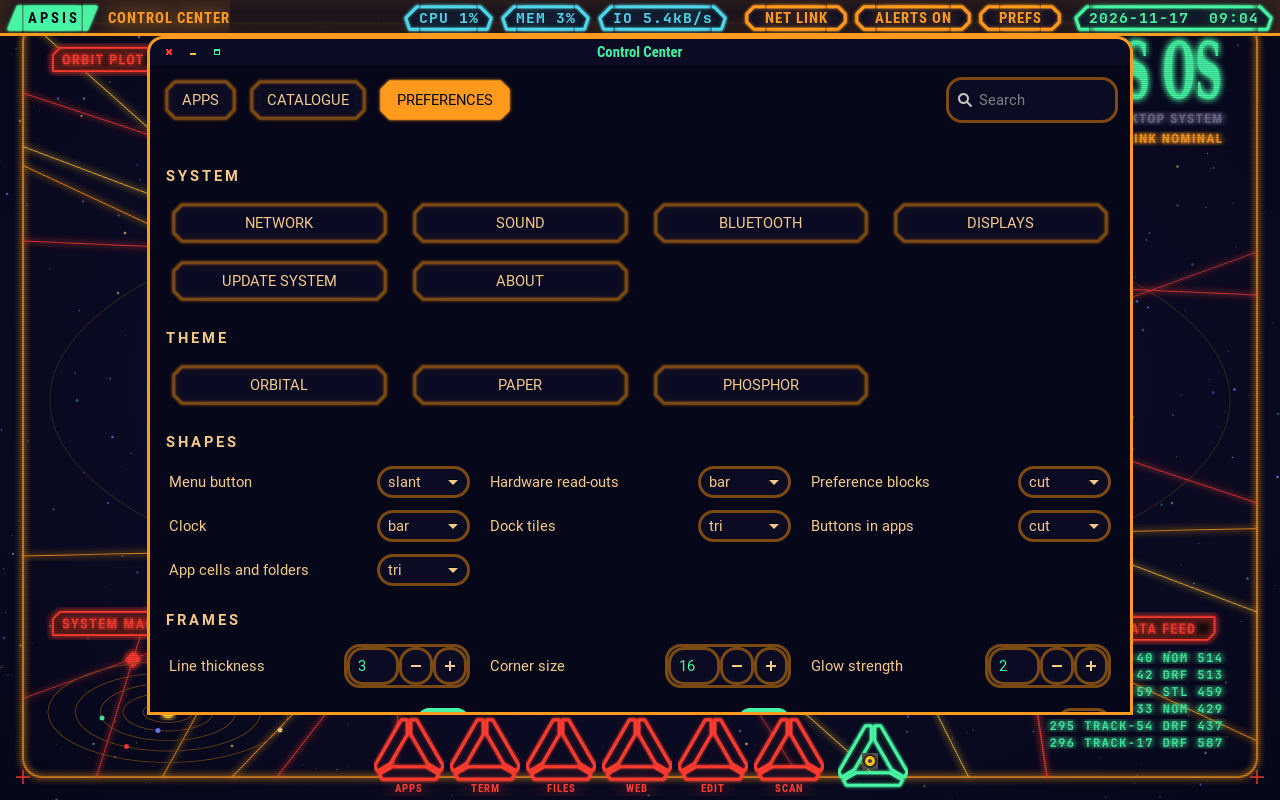 APSIS CONTROL CENTER CPU 1% MEM 3% IO 5.4kB/s NET LINK ALERTS ON PREFS 2026-11-17 09:04
Control Center
ORBIT PLOT
S OS
KTOP SYSTEM
INK NOMINAL
APPS CATALOGUE PREFERENCES Search
SYSTEM
NETWORK SOUND BLUETOOTH DISPLAYS
UPDATE SYSTEM ABOUT
THEME
ORBITAL PAPER PHOSPHOR
SHAPES
Menu button slant Hardware read-outs bar Preference blocks cut
Clock bar Dock tiles tri Buttons in apps cut
App cells and folders tri
FRAMES
Line thickness 3 − + Corner size 16 − + Glow strength 2 − +
SYSTEM MA
ATA FEED
40 NOM 514
42 DRF 513
59 STL 459
33 NOM 429
295 TRACK-54 DRF 437
296 TRACK-17 DRF 587
APPS TERM FILES WEB EDIT SCAN